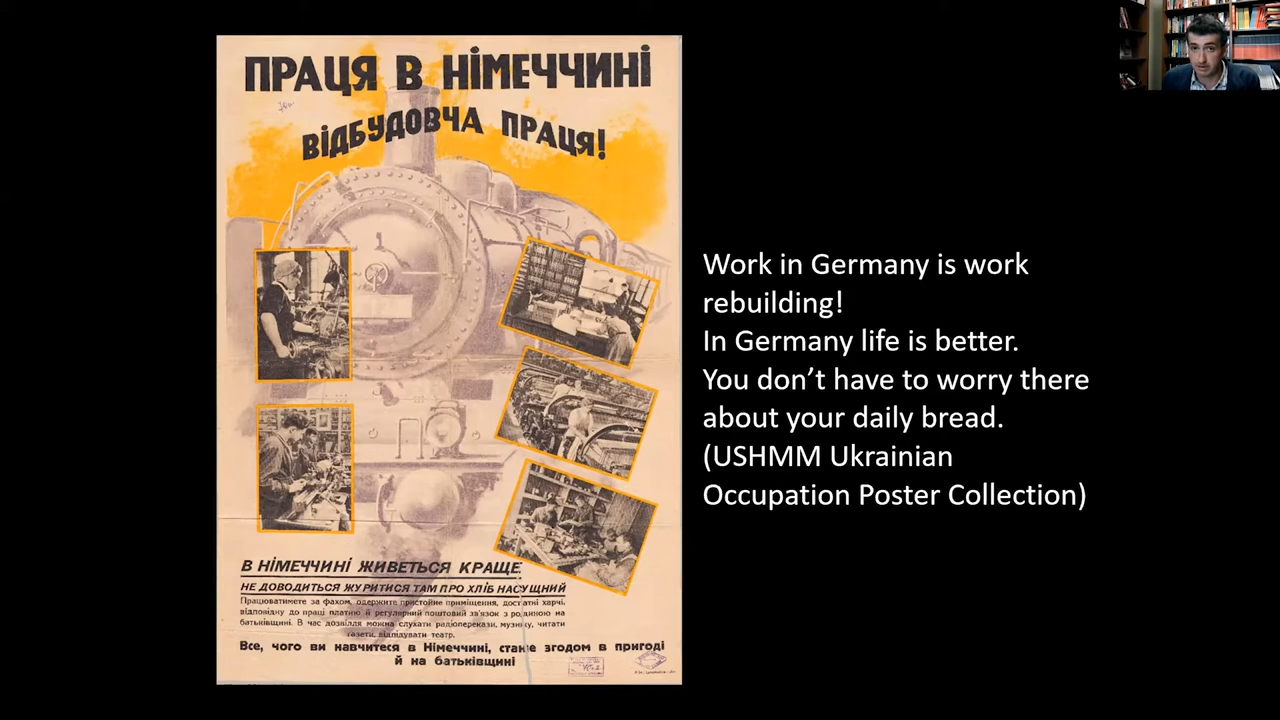 ПРАЦЯ В НІМЕЧЧИНІ
ВІДБУДОВЧА ПРАЦЯ!
В НІМЕЧЧИНІ ЖИВЕТЬСЯ КРАЩЕ:
НЕ ДОВОДИТЬСЯ ЖУРИТИСЯ ТАМ ПРО ХЛІБ НАСУЩНИЙ
Працюватимете за фахом, одержите пристойне приміщення, достатні харчі,
відповідну до праці платню й регулярний поштовий зв'язок з родиною на
батьківщині. В час дозвілля можна слухати радіоперекази, музику, читати
газети, відвідувати театр.
Все, чого ви навчитеся в Німеччині, стане згодом в пригоді
й на батьківщині
Work in Germany is work
rebuilding!
In Germany life is better.
You don’t have to worry there
about your daily bread.
(USHMM Ukrainian
Occupation Poster Collection)